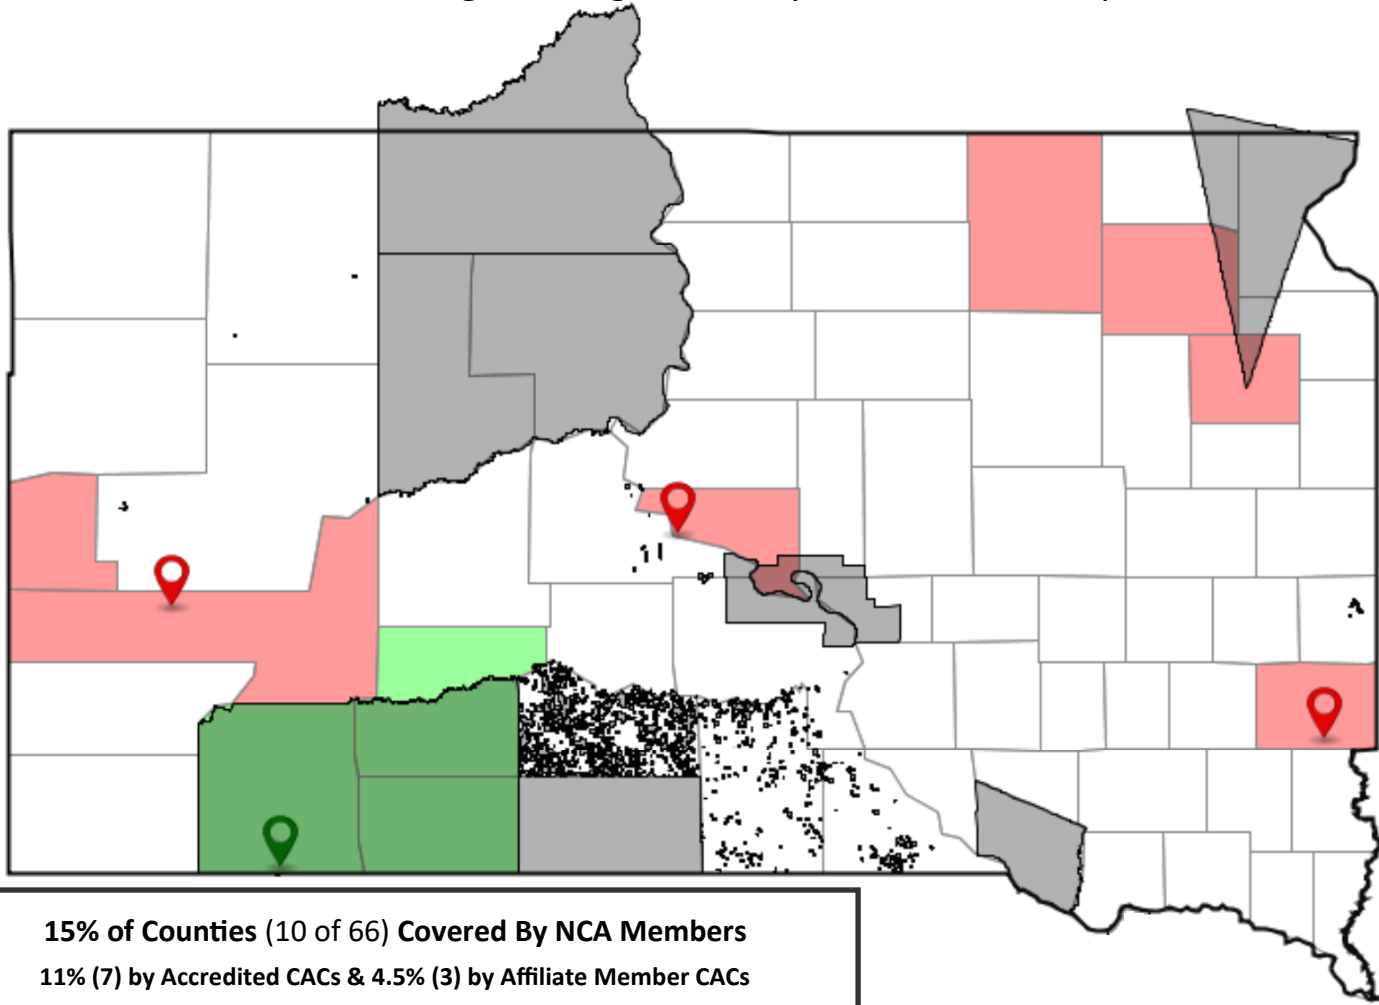 15% of Counties (10 of 66) Covered By NCA Members
11% (7) by Accredited CACs & 4.5% (3) by Affiliate Member CACs